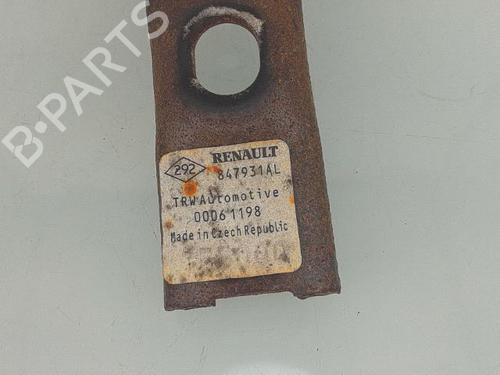 B-PARTS
292
RENAULT
847931AL
TRW Automotive
00061198
Made in Czech Republic